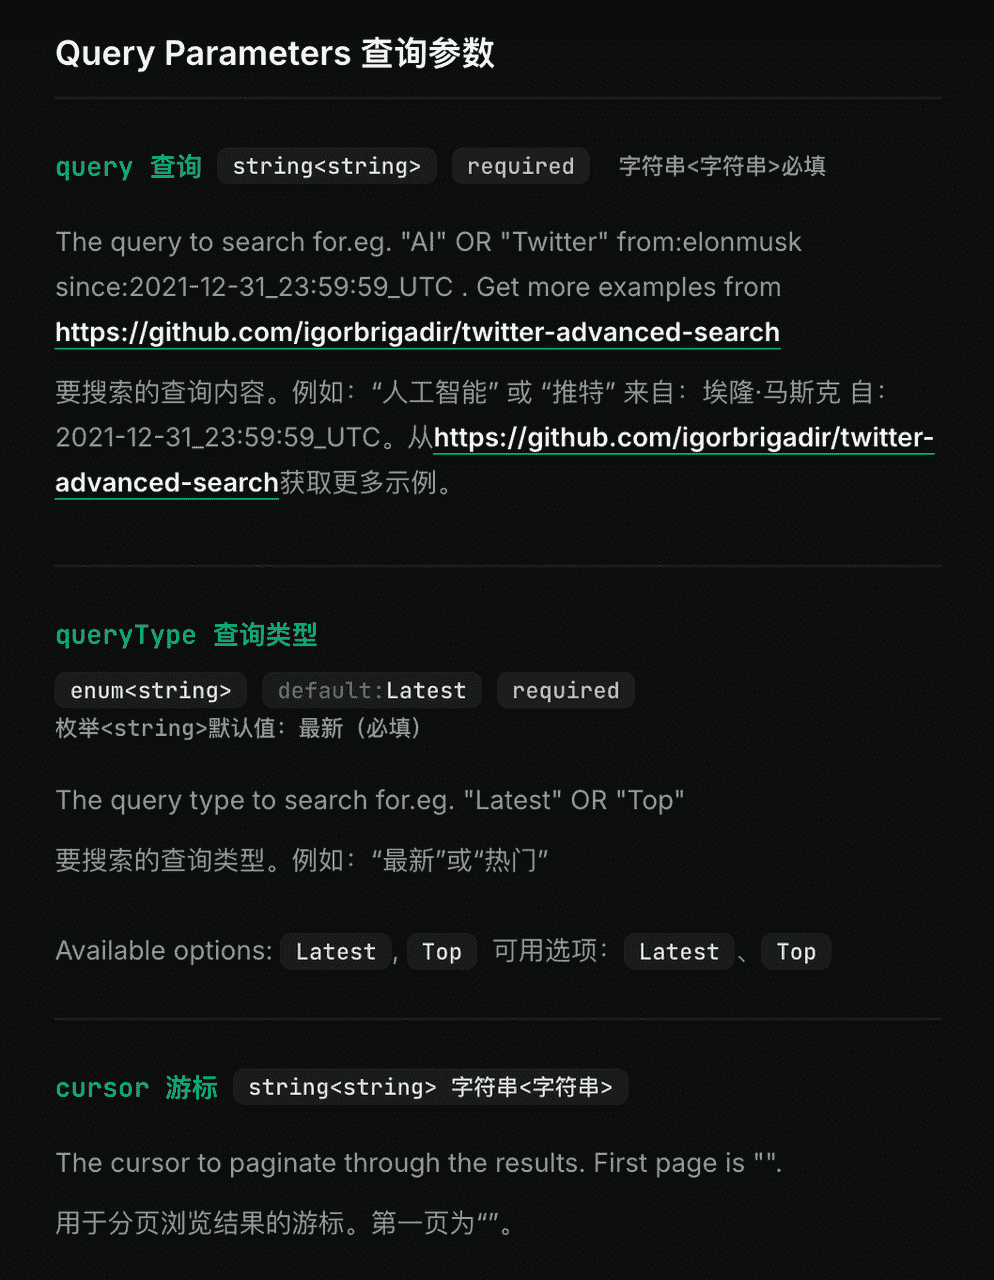 Query Parameters 查询参数
query 查询 string<string> required 字符串<字符串>必填
The query to search for.eg. "AI" OR "Twitter" from:elonmusk
since:2021-12-31_23:59:59_UTC . Get more examples from
https://github.com/igorbrigadir/twitter-advanced-search
要搜索的查询内容。例如：“人工智能” 或 “推特” 来自：埃隆·马斯克 自：
2021-12-31_23:59:59_UTC。从https://github.com/igorbrigadir/twitter-
advanced-search获取更多示例。
queryType 查询类型
enum<string> default:Latest required
枚举<string>默认值：最新（必填）
The query type to search for.eg. "Latest" OR "Top"
要搜索的查询类型。例如：“最新”或“热门”
Available options: Latest, Top 可用选项：Latest、Top
cursor 游标 string<string> 字符串<字符串>
The cursor to paginate through the results. First page is "".
用于分页浏览结果的游标。第一页为“”。